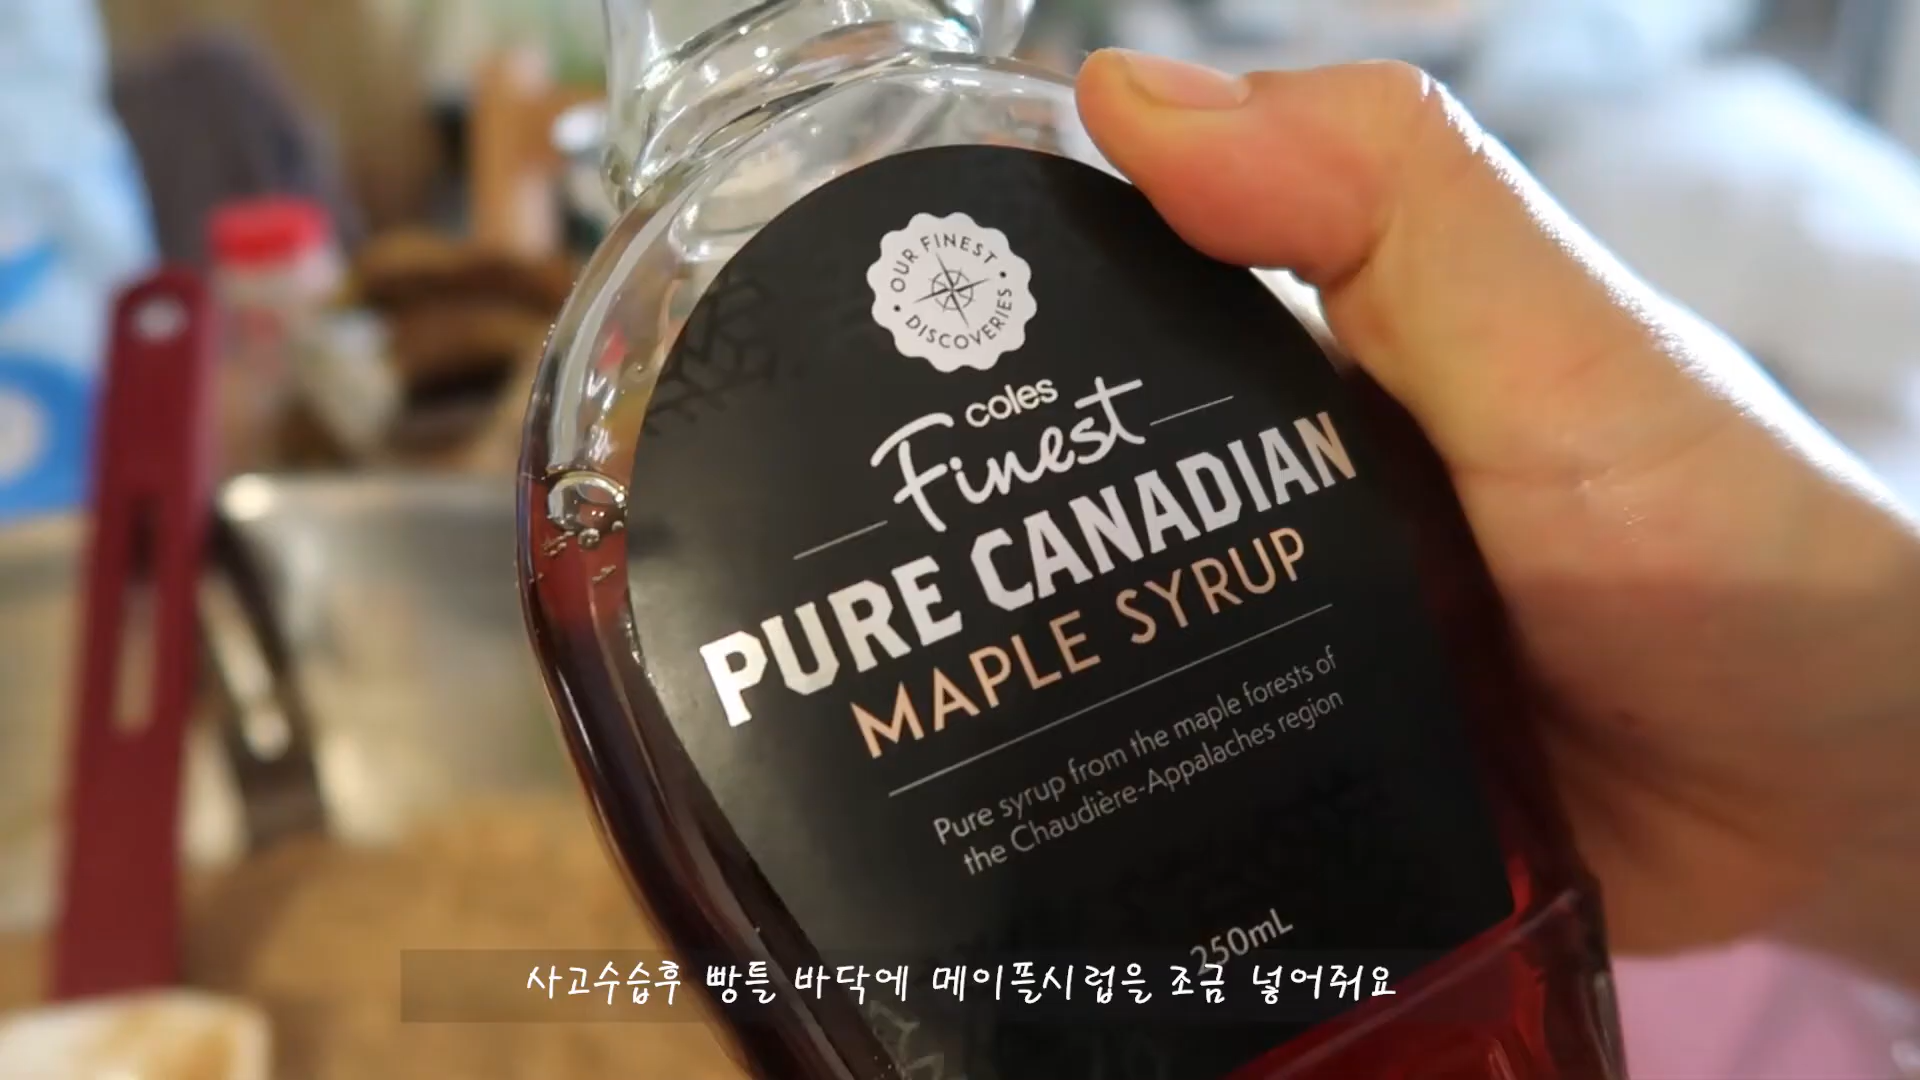 OUR FINEST
DISCOVERIES
coles
Finest
PURE CANADIAN
MAPLE SYRUP
Pure syrup from the maple forests of
the Chaudière-Appalaches region
250mL
사고수습후 빵틀 바닥에 메이플시럽을 조금 넣어줘요